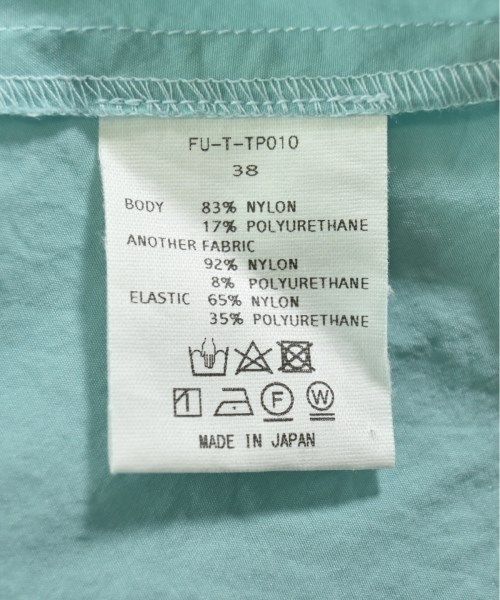 FU-T-TP010
38
BODY 83% NYLON
17% POLYURETHANE
ANOTHER FABRIC
92% NYLON
8% POLYURETHANE
ELASTIC 65% NYLON
35% POLYURETHANE
F W
MADE IN JAPAN